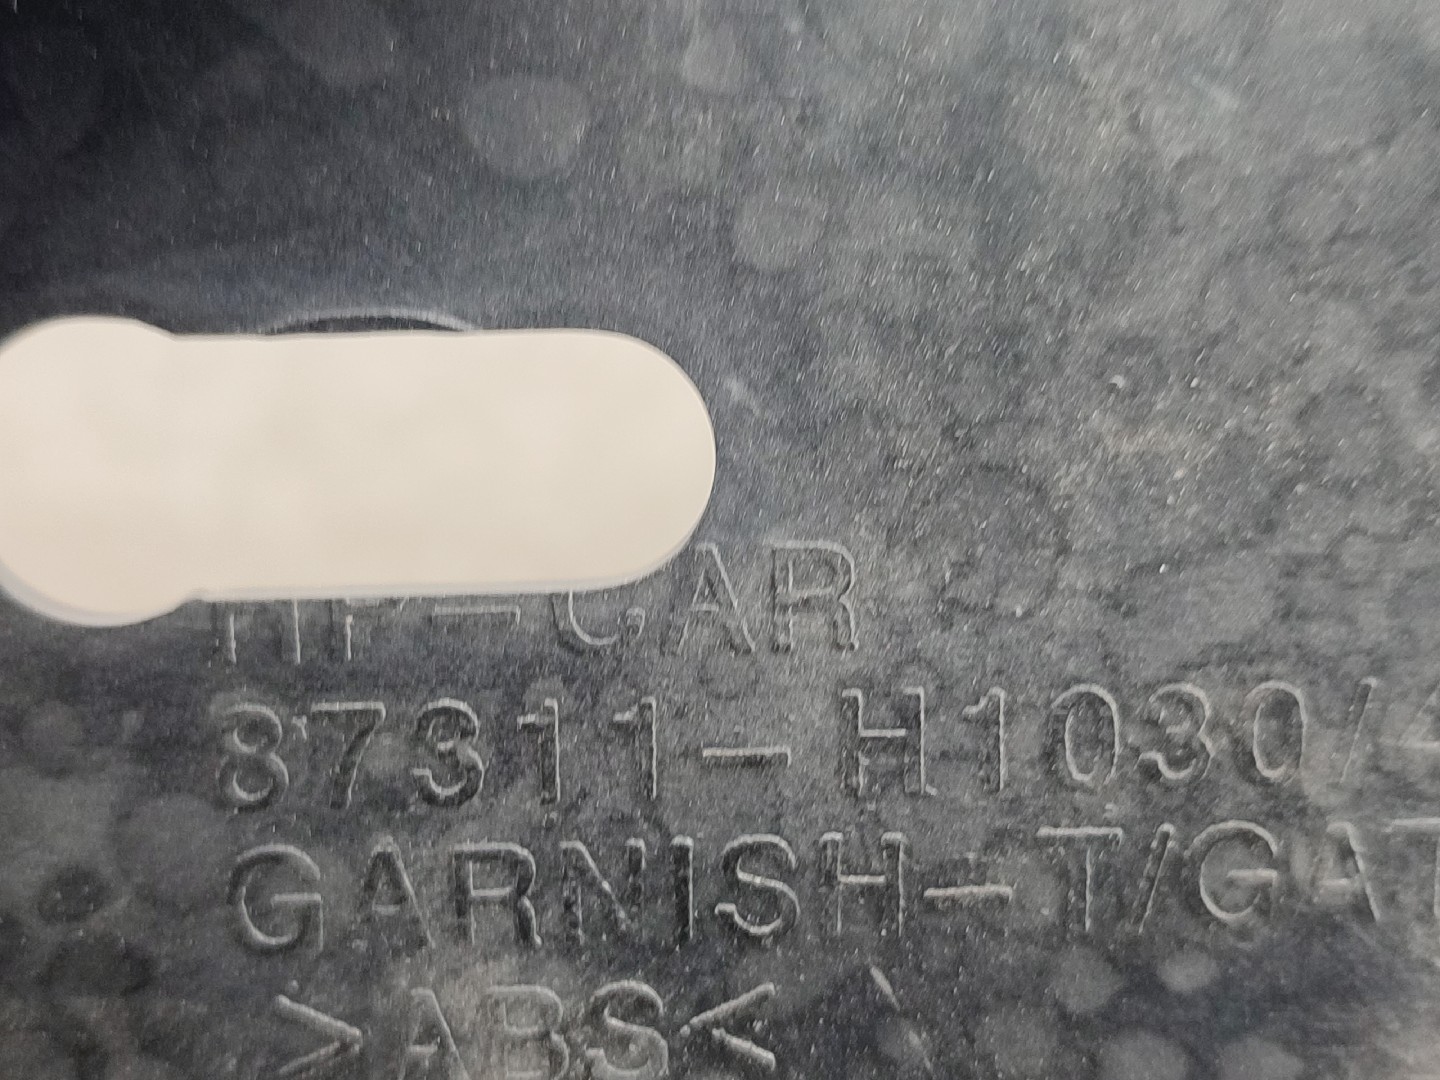 87311-H1030/
GARNISH-T/GAT
>ABS<